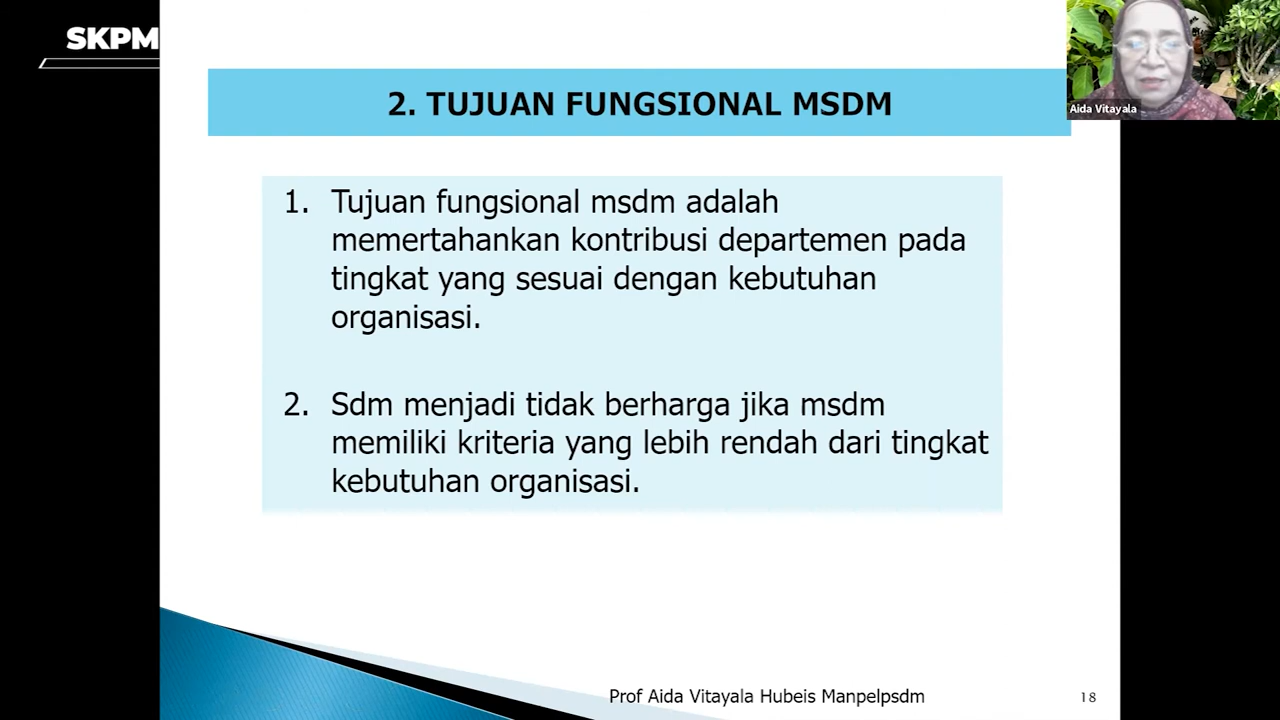 SKPM
Aida Vitayala
2. TUJUAN FUNGSIONAL MSDM
1. Tujuan fungsional msdm adalah
memertahankan kontribusi departemen pada
tingkat yang sesuai dengan kebutuhan
organisasi.
2. Sdm menjadi tidak berharga jika msdm
memiliki kriteria yang lebih rendah dari tingkat
kebutuhan organisasi.
Prof Aida Vitayala Hubeis Manpelpsdm
18